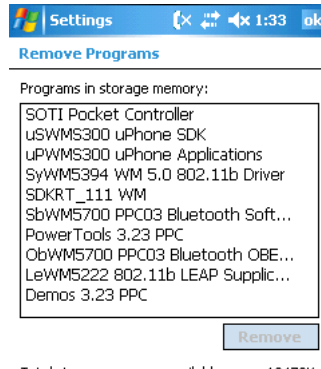 Settings 1:33 ok
Remove Programs
Programs in storage memory:
SOTI Pocket Controller
uSWMS300 uPhone SDK
uPWMS300 uPhone Applications
SyWM5394 WM 5.0 802.11b Driver
SDKRT_111 WM
SbWM5700 PPC03 Bluetooth Soft...
PowerTools 3.23 PPC
ObWM5700 PPC03 Bluetooth OBE...
LeWM5222 802.11b LEAP Supplic...
Demos 3.23 PPC
Remove